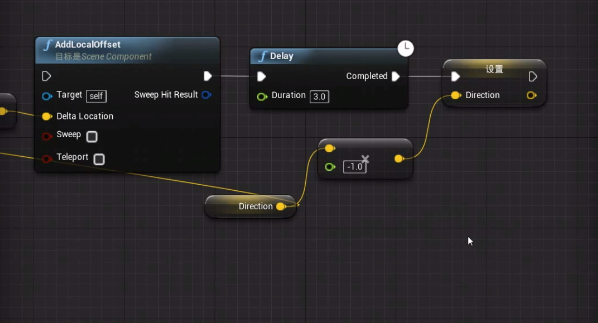 AddLocalOffset
目标是Scene Component
Target self
Sweep Hit Result
Delta Location
Sweep
Teleport
Delay
Completed
Duration 3.0
设置
Direction
-1.0
×
Direction